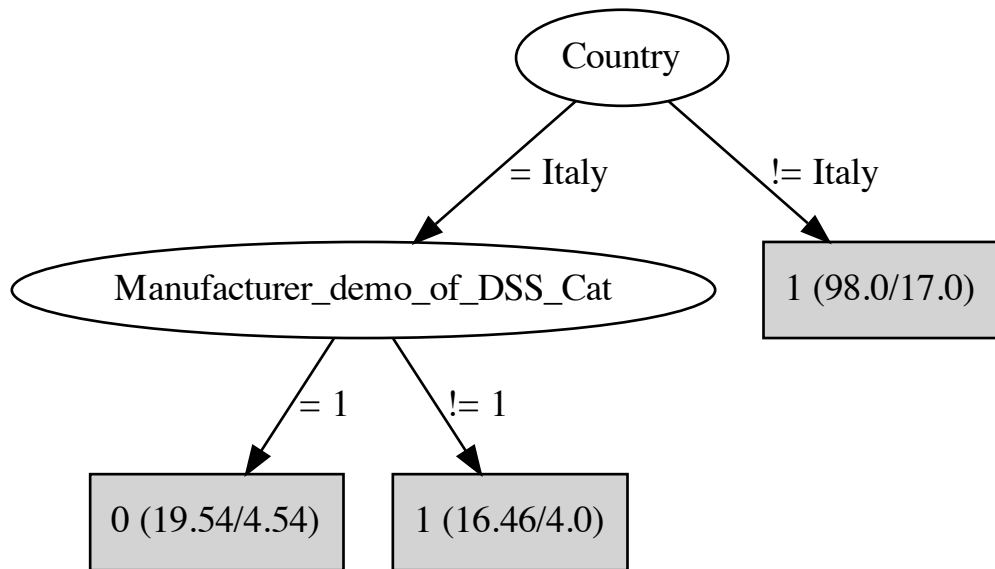 Country
= Italy
!= Italy
Manufacturer_demo_of_DSS_Cat
1 (98.0/17.0)
= 1
!= 1
0 (19.54/4.54)
1 (16.46/4.0)